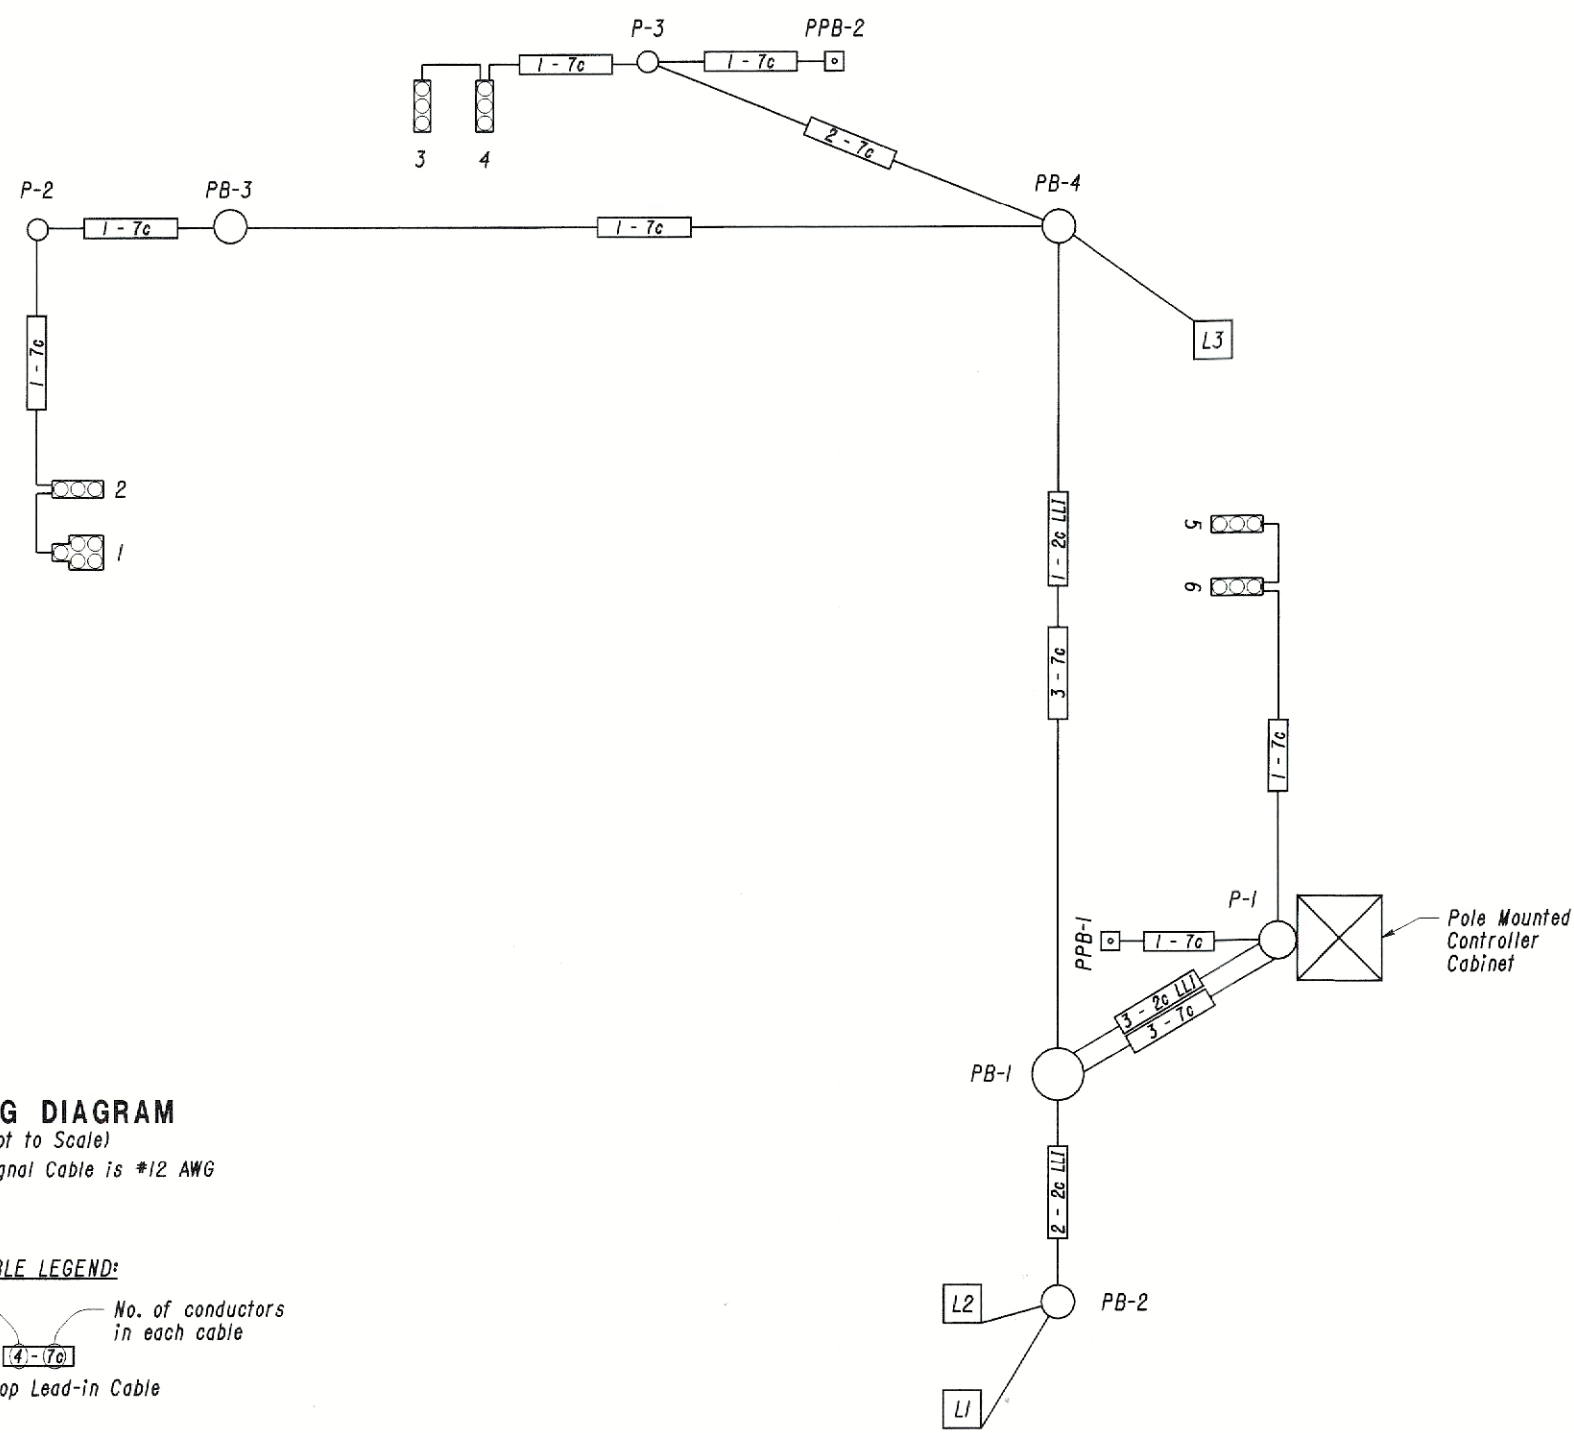 P-3
PPB-2
1 - 7c
1 - 7c
3
4
2 - 7c
P-2
PB-3
PB-4
1 - 7c
1 - 7c
L3
1 - 7c
2
1
1 - 2c LLI
5
6
3 - 7c
1 - 7c
P-1
PPB-1
1 - 7c
Pole Mounted
Controller
Cabinet
3 - 2c LLI
3 - 7c
PB-1
G DIAGRAM
ot to Scale)
gnal Cable is #12 AWG
2 - 2c LLI
BLE LEGEND:
No. of conductors
in each cable
4 - 7c
op Lead-in Cable
L2
PB-2
L1